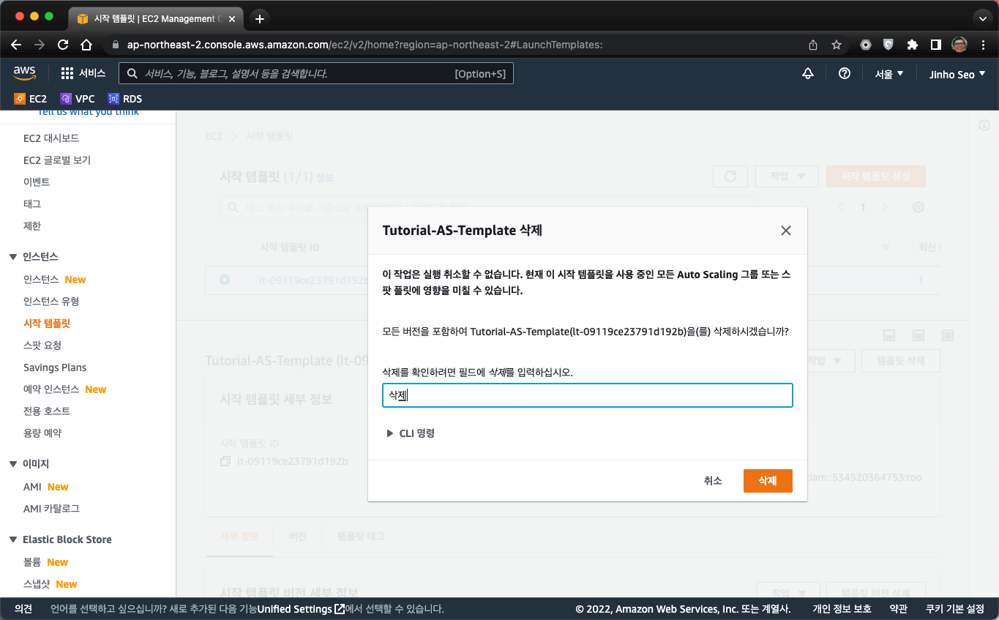 시작 템플릿 | EC2 Management C
ap-northeast-2.console.aws.amazon.com/ec2/v2/home?region=ap-northeast-2#LaunchTemplates:
aws
서비스
서비스, 기능, 블로그, 설명서 등을 검색합니다.
[Option+S]
서울
Jinho Seo
EC2
VPC
RDS
Tell us what you think
EC2 대시보드
EC2 글로벌 보기
이벤트
태그
제한
인스턴스
인스턴스 New
인스턴스 유형
시작 템플릿
스팟 요청
Savings Plans
예약 인스턴스 New
전용 호스트
용량 예약
이미지
AMI New
AMI 카탈로그
Elastic Block Store
볼륨 New
스냅샷 New
EC2
시작 템플릿
시작 템플릿 (1/1) 정보
작업
시작 템플릿 생성
1
시작 템플릿 ID
최신
lt-09119ce23791d192b
1
Tutorial-AS-Template 삭제
이 작업은 실행 취소할 수 없습니다. 현재 이 시작 템플릿을 사용 중인 모든 Auto Scaling 그룹 또는 스
팟 플릿에 영향을 미칠 수 있습니다.
모든 버전을 포함하여 Tutorial-AS-Template(lt-09119ce23791d192b)을(를) 삭제하시겠습니까?
삭제를 확인하려면 필드에 삭제를 입력하십시오.
삭제
CLI 명령
취소
삭제
Tutorial-AS-Template (lt-09
작업
템플릿 삭제
시작 템플릿 세부 정보
시작 템플릿 ID
lt-09119ce23791d192b
:iam::534520364753:roo
세부 정보
버전
템플릿 태그
시작 템플릿 버전 세부 정보
작업
템플릿 버전 삭제
의견
언어를 선택하고 싶으십니까? 새로 추가된 다음 기능Unified Settings에서 선택할 수 있습니다.
© 2022, Amazon Web Services, Inc. 또는 계열사.
개인 정보 보호
약관
쿠키 기본 설정